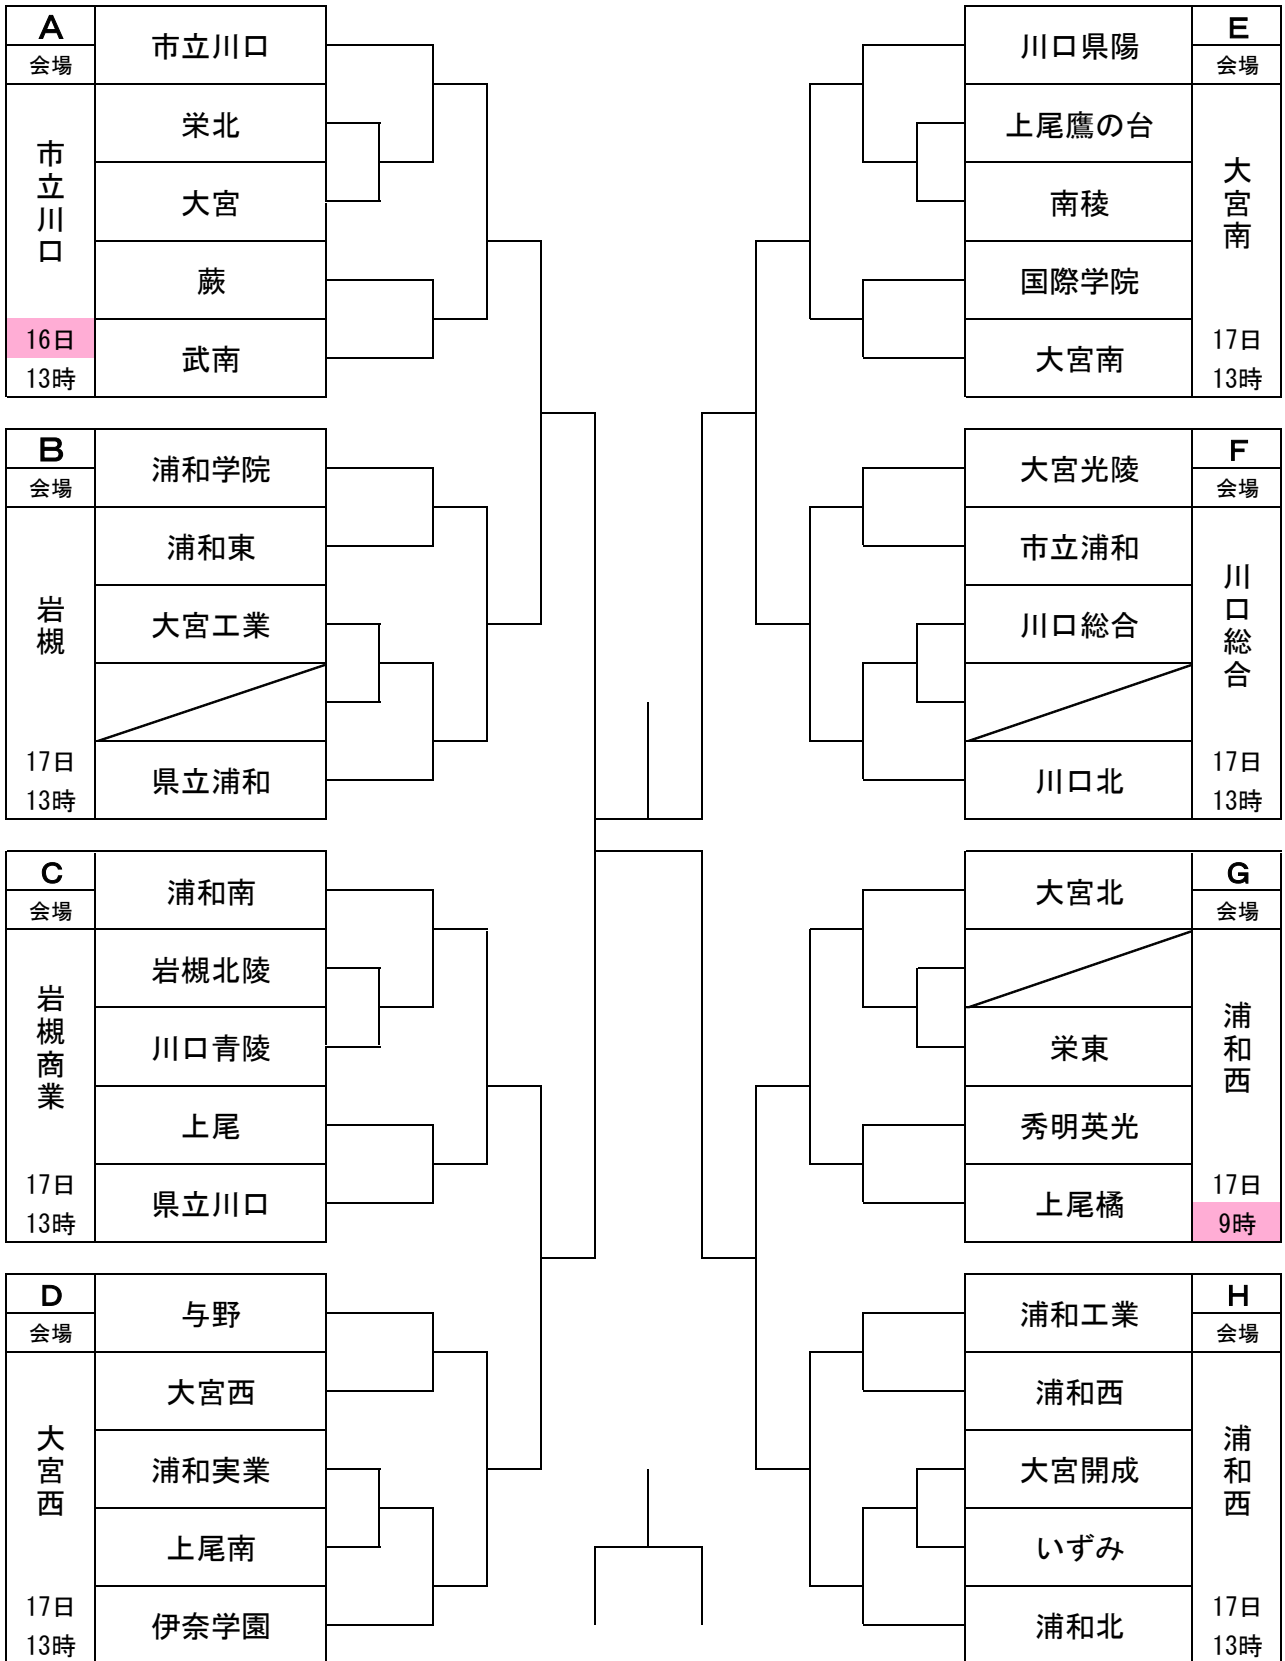 A
会場
市立川口
16日
13時
市立川口
栄北
大宮
蕨
武南
B
会場
岩槻
17日
13時
浦和学院
浦和東
大宮工業
県立浦和
C
会場
岩槻商業
17日
13時
浦和南
岩槻北陵
川口青陵
上尾
県立川口
D
会場
大宮西
17日
13時
与野
大宮西
浦和実業
上尾南
伊奈学園
E
会場
大宮南
17日
13時
川口県陽
上尾鷹の台
南稜
国際学院
大宮南
F
会場
川口総合
17日
13時
大宮光陵
市立浦和
川口総合
川口北
G
会場
浦和西
17日
9時
大宮北
栄東
秀明英光
上尾橘
H
会場
浦和西
17日
13時
浦和工業
浦和西
大宮開成
いずみ
浦和北